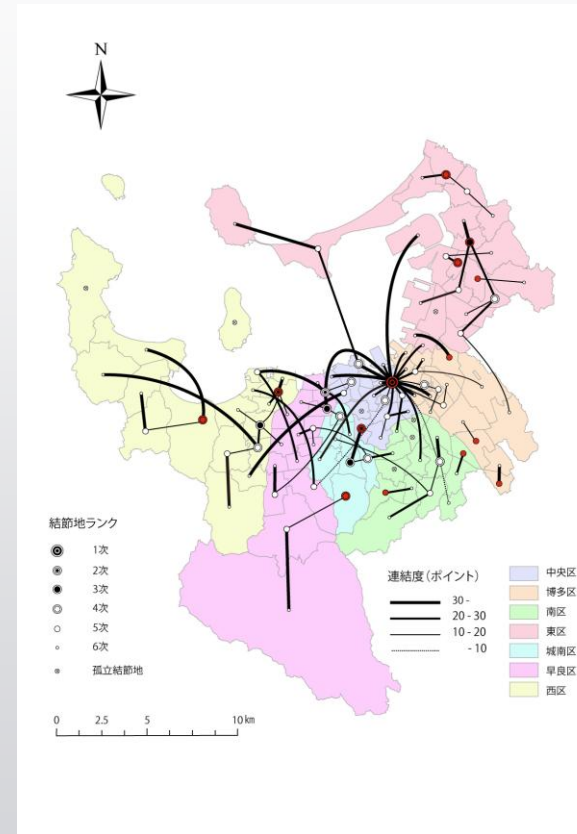 N
結節地ランク
1次
2次
3次
4次
5次
6次
孤立結節地
0 2.5 5 10 km
連結度(ポイント)
30 -
20 - 30
10 - 20
- 10
中央区
博多区
南区
東区
城南区
早良区
西区